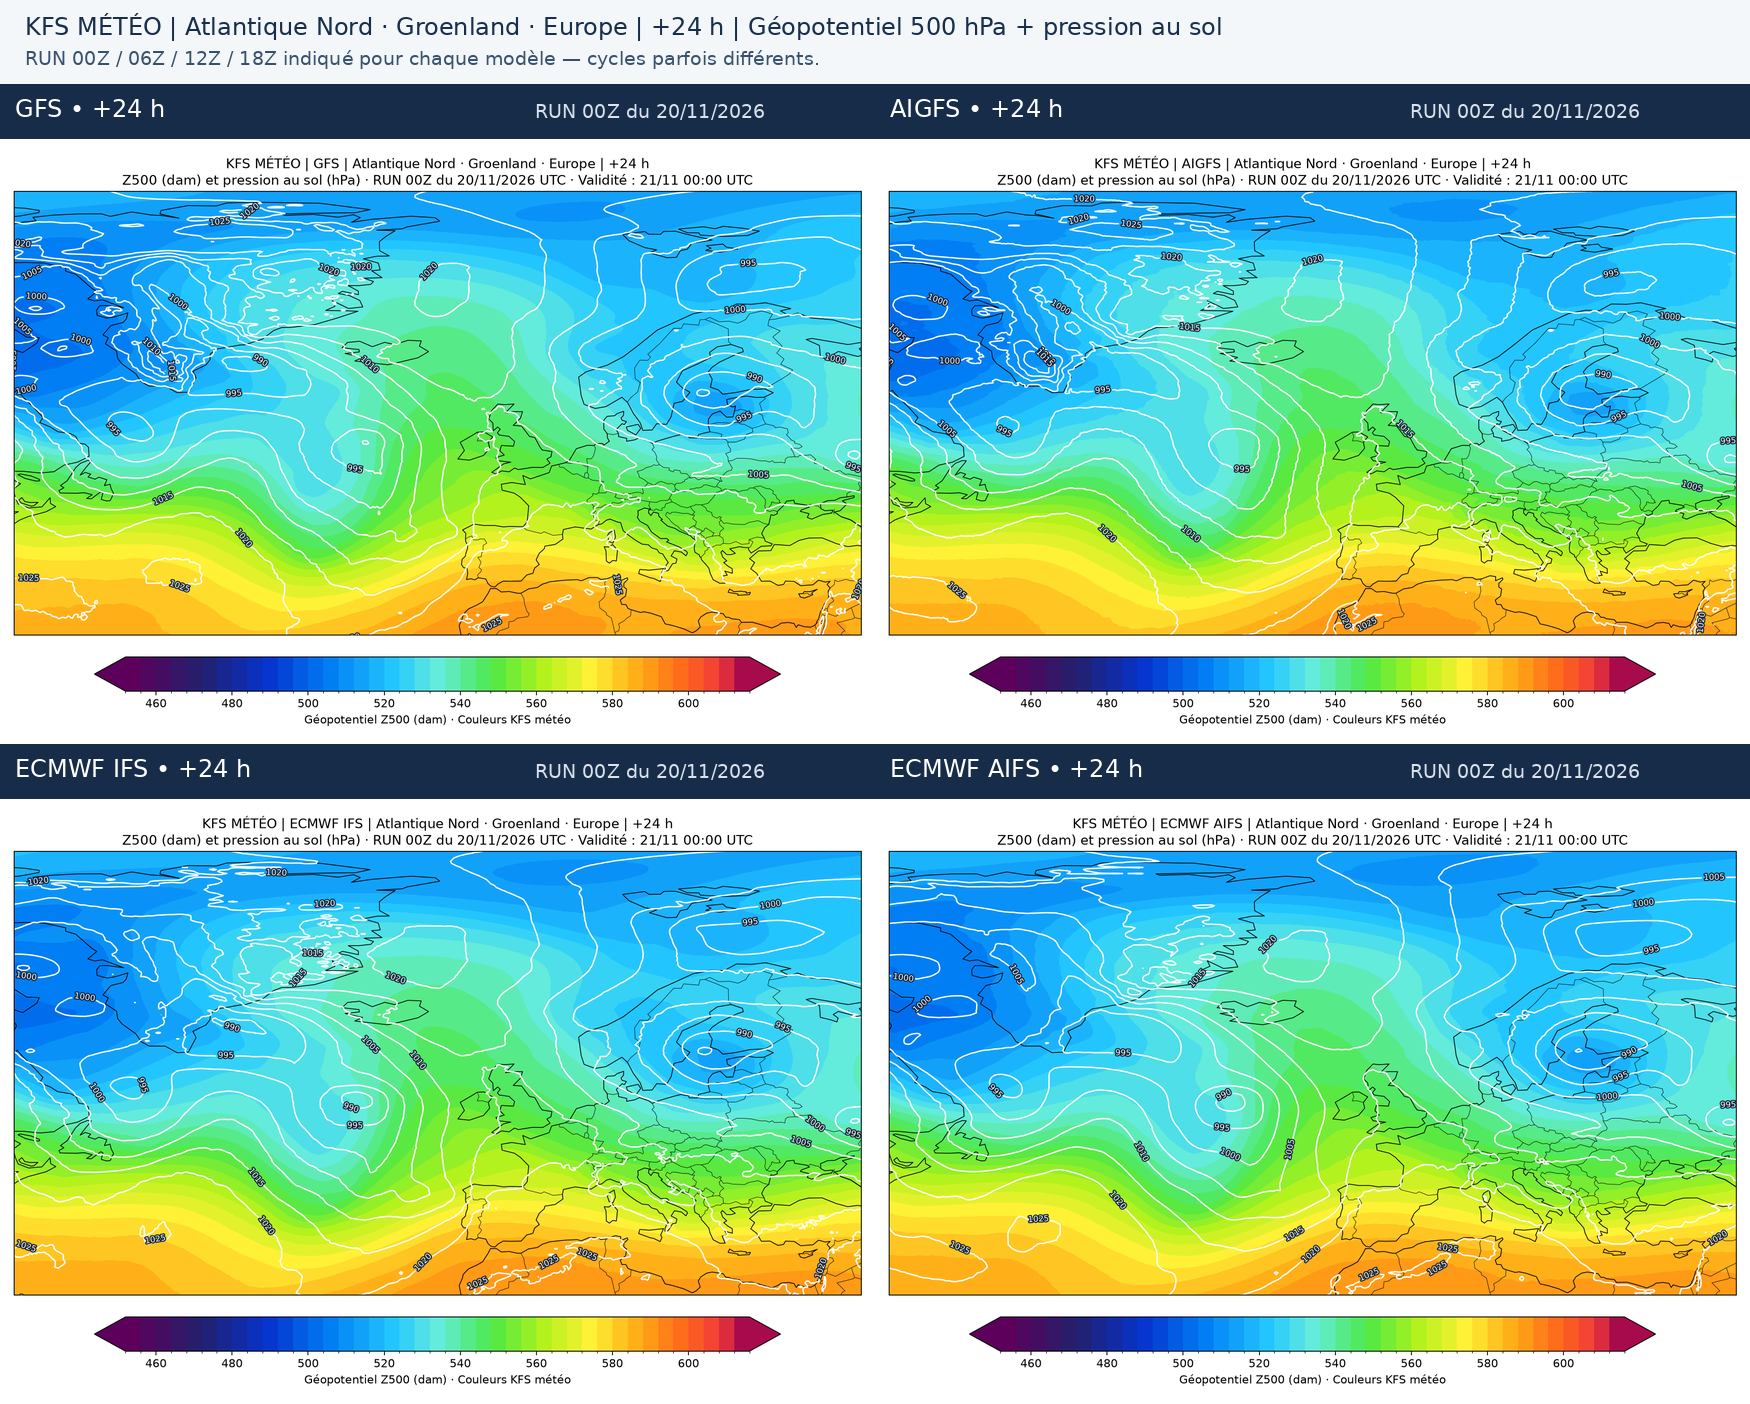 KFS MÉTÉO | Atlantique Nord · Groenland · Europe | +24 h | Géopotentiel 500 hPa + pression au sol
RUN 00Z / 06Z / 12Z / 18Z indiqué pour chaque modèle — cycles parfois différents.
GFS • +24 h
RUN 00Z du 20/11/2026
AIGFS • +24 h
RUN 00Z du 20/11/2026
KFS MÉTÉO | GFS | Atlantique Nord · Groenland · Europe | +24 h
Z500 (dam) et pression au sol (hPa) · RUN 00Z du 20/11/2026 UTC · Validité : 21/11 00:00 UTC
KFS MÉTÉO | AIGFS | Atlantique Nord · Groenland · Europe | +24 h
Z500 (dam) et pression au sol (hPa) · RUN 00Z du 20/11/2026 UTC · Validité : 21/11 00:00 UTC
460 480 500 520 540 560 580 600
Géopotentiel Z500 (dam) · Couleurs KFS météo
460 480 500 520 540 560 580 600
Géopotentiel Z500 (dam) · Couleurs KFS météo
ECMWF IFS • +24 h
RUN 00Z du 20/11/2026
ECMWF AIFS • +24 h
RUN 00Z du 20/11/2026
KFS MÉTÉO | ECMWF IFS | Atlantique Nord · Groenland · Europe | +24 h
Z500 (dam) et pression au sol (hPa) · RUN 00Z du 20/11/2026 UTC · Validité : 21/11 00:00 UTC
KFS MÉTÉO | ECMWF AIFS | Atlantique Nord · Groenland · Europe | +24 h
Z500 (dam) et pression au sol (hPa) · RUN 00Z du 20/11/2026 UTC · Validité : 21/11 00:00 UTC
460 480 500 520 540 560 580 600
Géopotentiel Z500 (dam) · Couleurs KFS météo
460 480 500 520 540 560 580 600
Géopotentiel Z500 (dam) · Couleurs KFS météo